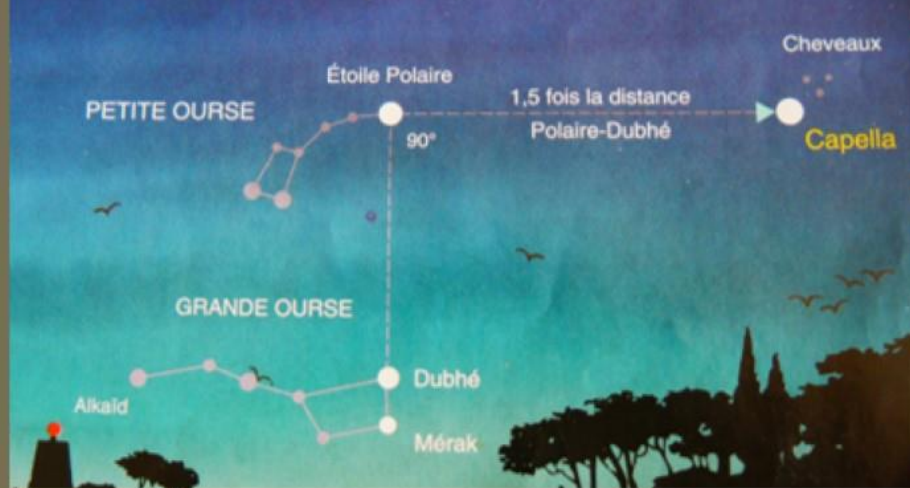 Cheveaux
Étoile Polaire
PETITE OURSE
1,5 fois la distance
Polaire-Dubhé
90°
Capella
GRANDE OURSE
Dubhé
Alkaïd
Mérak